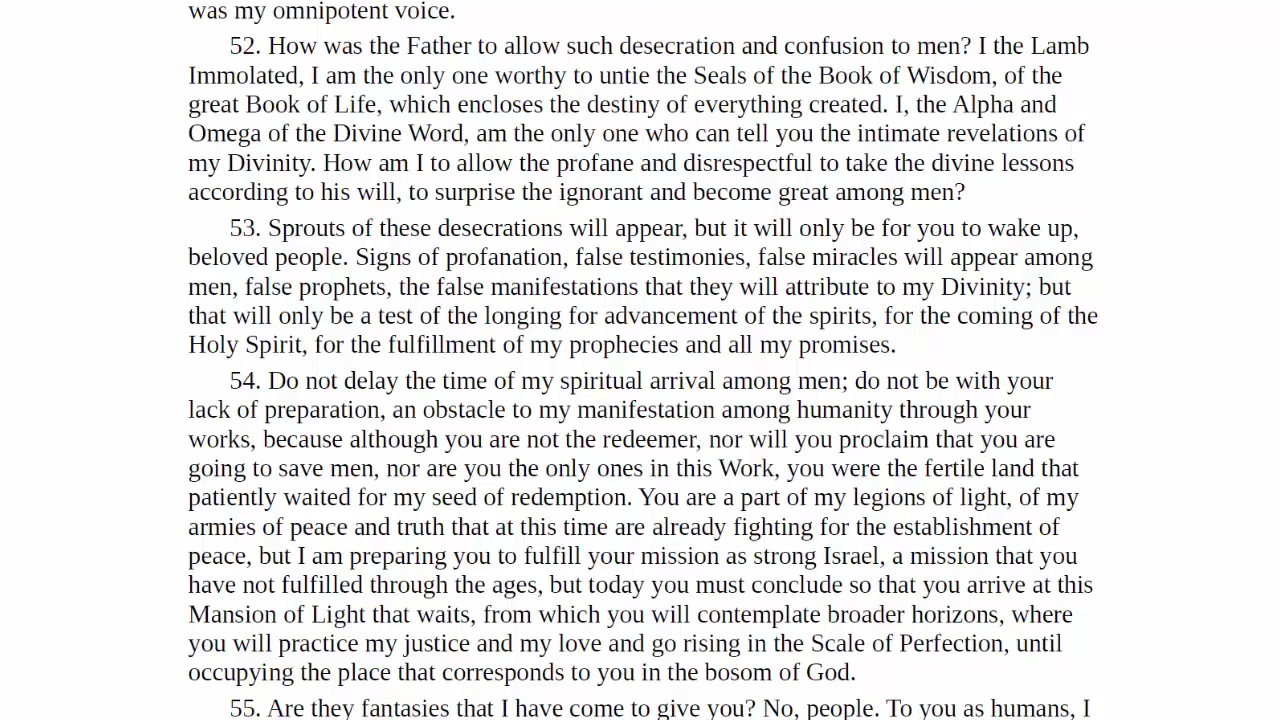 was my omnipotent voice.
52. How was the Father to allow such desecration and confusion to men? I the Lamb
Immolated, I am the only one worthy to untie the Seals of the Book of Wisdom, of the
great Book of Life, which encloses the destiny of everything created. I, the Alpha and
Omega of the Divine Word, am the only one who can tell you the intimate revelations of
my Divinity. How am I to allow the profane and disrespectful to take the divine lessons
according to his will, to surprise the ignorant and become great among men?
53. Sprouts of these desecrations will appear, but it will only be for you to wake up,
beloved people. Signs of profanation, false testimonies, false miracles will appear among
men, false prophets, the false manifestations that they will attribute to my Divinity; but
that will only be a test of the longing for advancement of the spirits, for the coming of the
Holy Spirit, for the fulfillment of my prophecies and all my promises.
54. Do not delay the time of my spiritual arrival among men; do not be with your
lack of preparation, an obstacle to my manifestation among humanity through your
works, because although you are not the redeemer, nor will you proclaim that you are
going to save men, nor are you the only ones in this Work, you were the fertile land that
patiently waited for my seed of redemption. You are a part of my legions of light, of my
armies of peace and truth that at this time are already fighting for the establishment of
peace, but I am preparing you to fulfill your mission as strong Israel, a mission that you
have not fulfilled through the ages, but today you must conclude so that you arrive at this
Mansion of Light that waits, from which you will contemplate broader horizons, where
you will practice my justice and my love and go rising in the Scale of Perfection, until
occupying the place that corresponds to you in the bosom of God.
55. Are they fantasies that I have come to give you? No, people. To you as humans, I